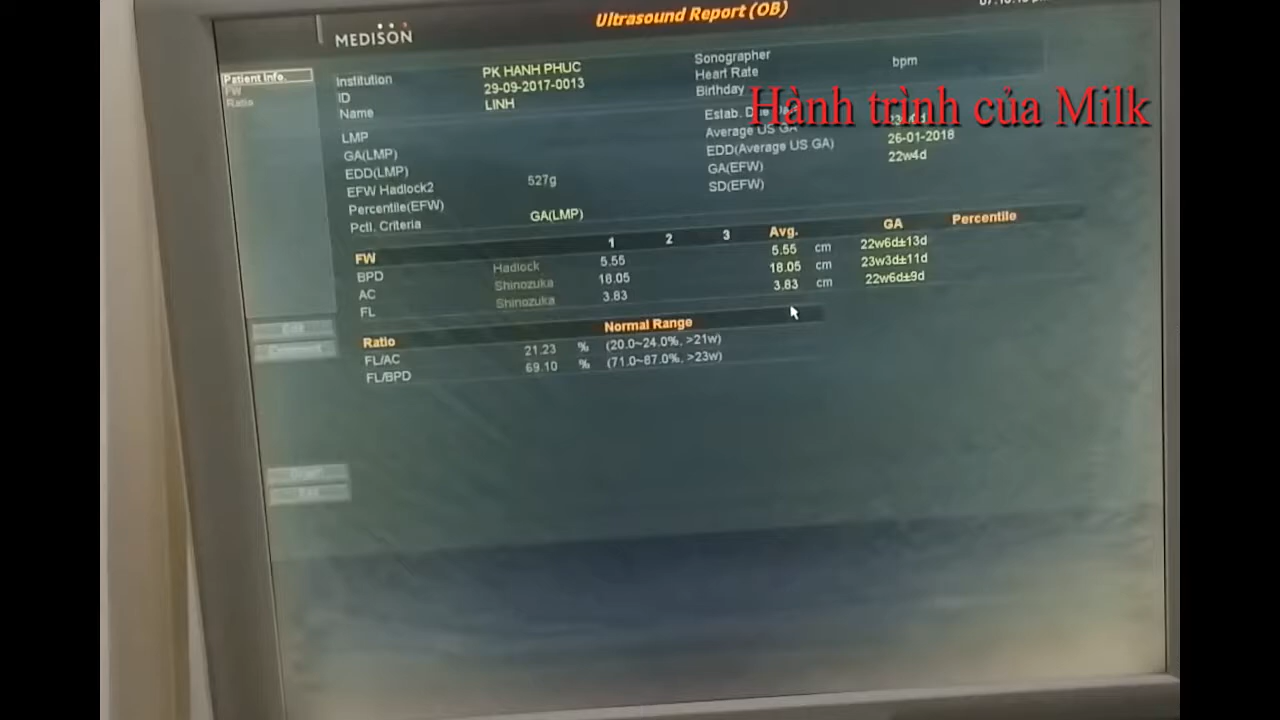 Ultrasound Report (OB)
MEDISON
Patient Info.
FW
Ratio
Institution PK HANH PHUC
ID 29-09-2017-0013
Name LINH
Sonographer
Heart Rate bpm
Birthday
Hành trình của Milk
LMP
GA(LMP)
EDD(LMP)
EFW Hadlock2 527g
Percentile(EFW)
Pctl. Criteria GA(LMP)
Estab. Due
Average US GA
EDD(Average US GA) 26-01-2018
GA(EFW) 22w4d
SD(EFW)
FW 1 2 3 Avg. GA Percentile
BPD Hadlock 5.55 5.55 cm 22w6d±13d
AC Shinozuka 18.05 18.05 cm 23w3d±11d
FL Shinozuka 3.83 3.83 cm 22w6d±9d
Ratio Normal Range
FL/AC 21.23 % (20.0~24.0%, >21w)
FL/BPD 69.10 % (71.0~87.0%, >23w)